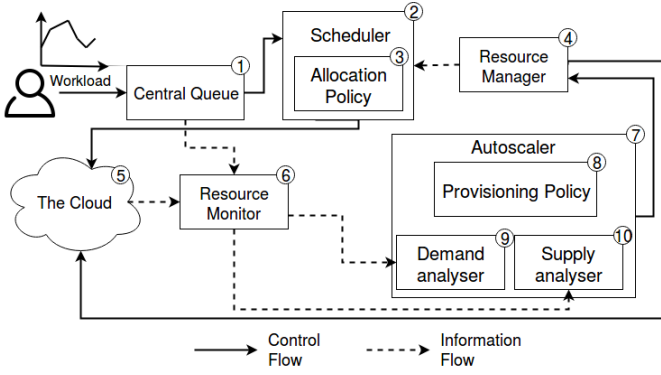 Workload
1
Central Queue
2
Scheduler
3
Allocation
Policy
4
Resource
Manager
5
The Cloud
6
Resource
Monitor
7
Autoscaler
8
Provisioning Policy
9
Demand
analyser
10
Supply
analyser
Control
Flow
Information
Flow